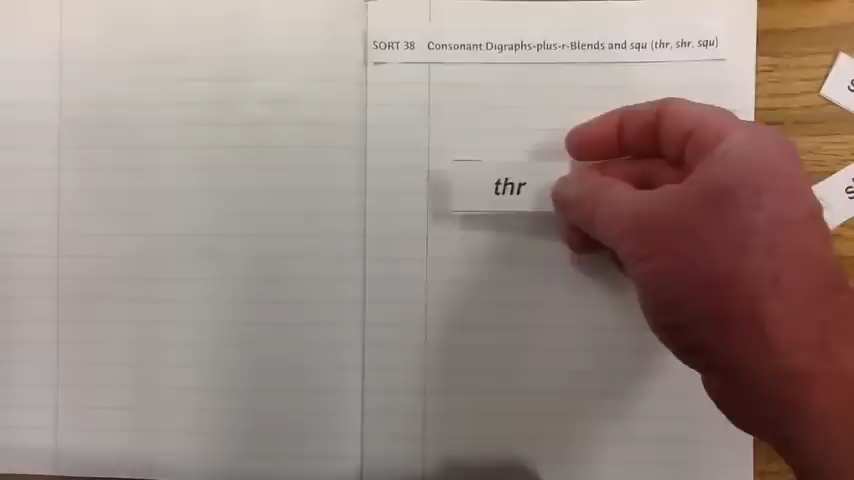 SORT 38 Consonant Digraphs-plus-r-Blends and squ (thr, shr, squ)
thr